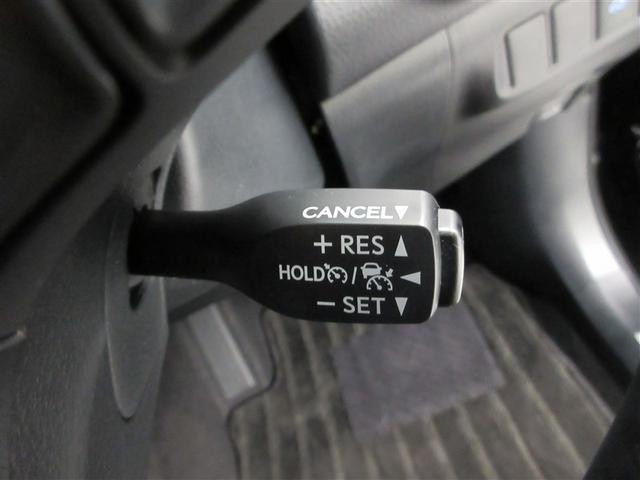 CANCEL▼
+ RES ▲
HOLD / ◀
− SET ▼